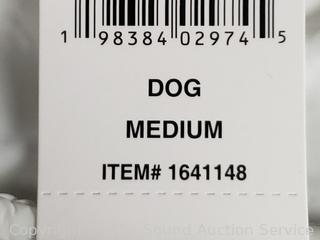 1 98384 02974 5
DOG
MEDIUM
ITEM# 1641148
Copyright Sound Auction Service